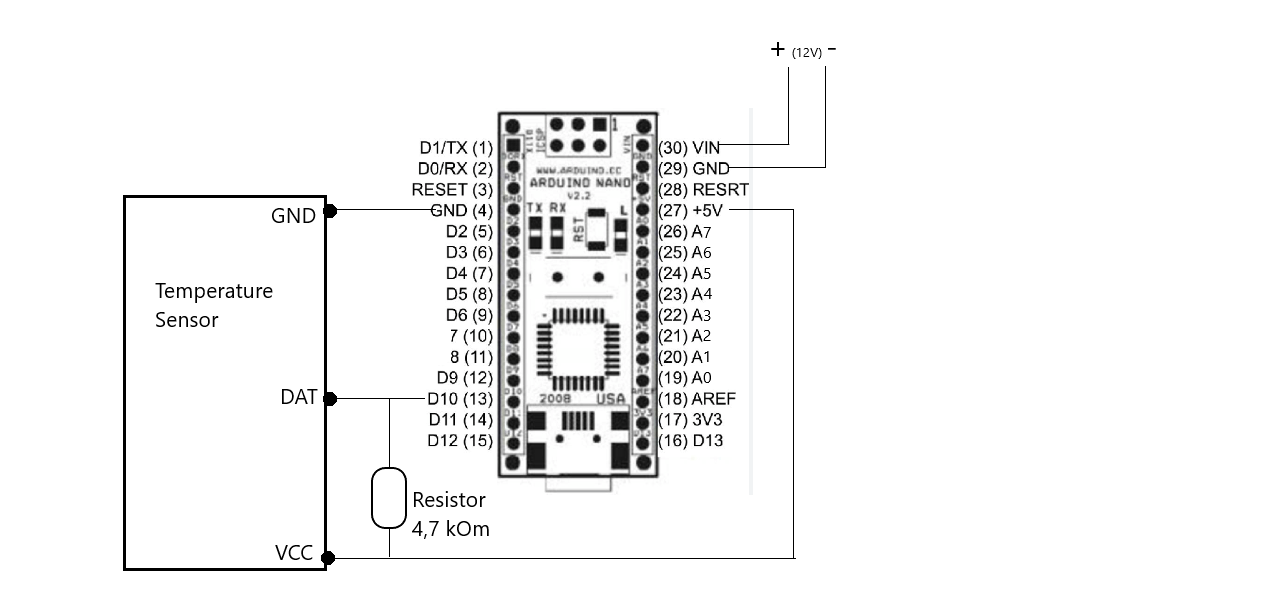 + (12V) -
D1/TX (1)
D0/RX (2)
RESET (3)
GND (4)
D2 (5)
D3 (6)
D4 (7)
D5 (8)
D6 (9)
7 (10)
8 (11)
D9 (12)
D10 (13)
D11 (14)
D12 (15)
1
ICSP
VIN
WWW.ARDUINO.CC
ARDUINO NANO
V2.2
TX RX
RST
L
2008 USA
(30) VIN
(29) GND
(28) RESRT
(27) +5V
(26) A7
(25) A6
(24) A5
(23) A4
(22) A3
(21) A2
(20) A1
(19) A0
(18) AREF
(17) 3V3
(16) D13
GND
Temperature
Sensor
DAT
VCC
Resistor
4,7 kOm